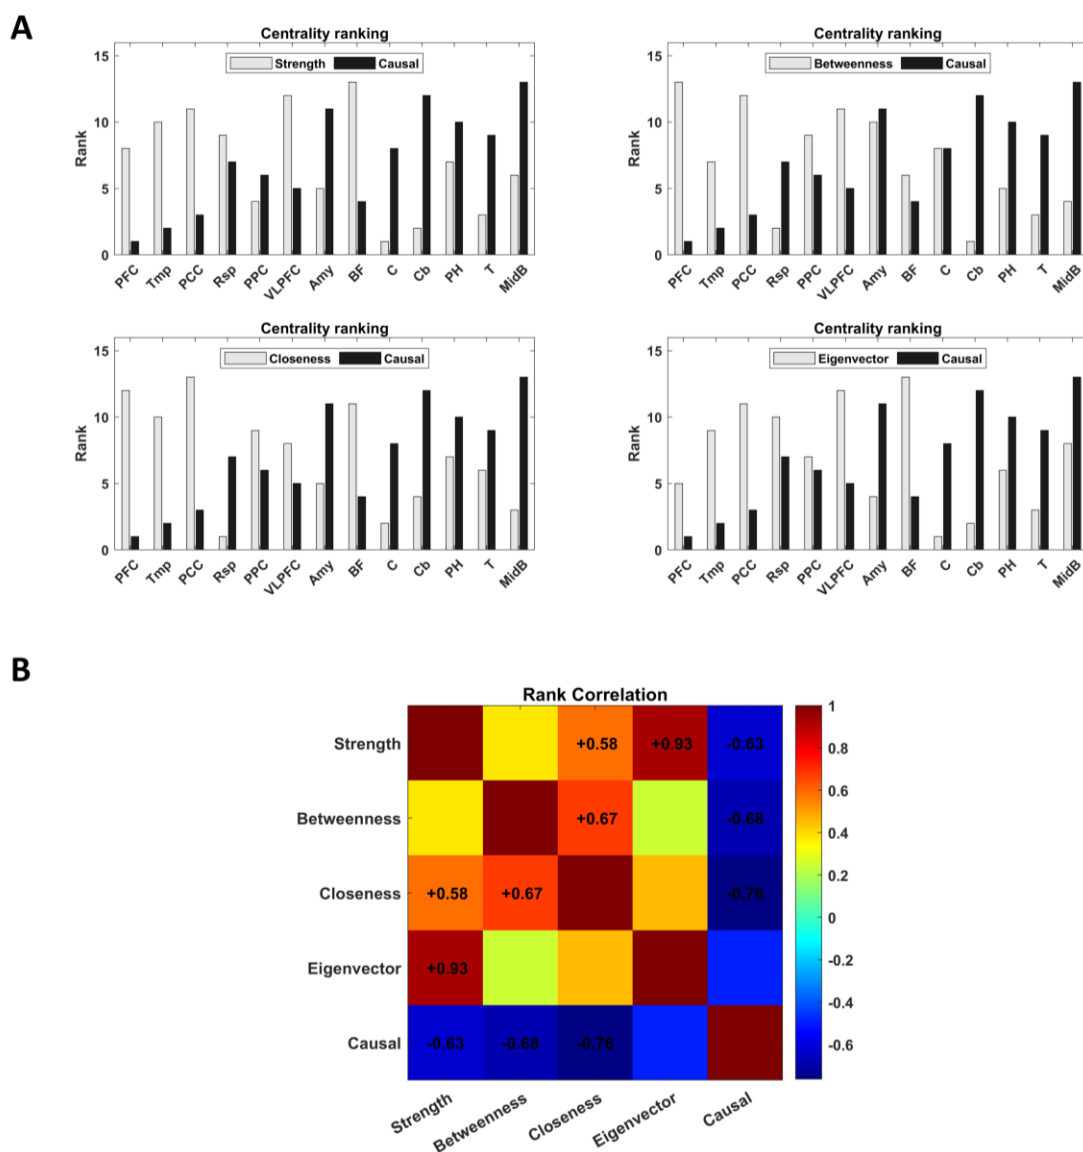 A
Centrality ranking
Strength Causal
Rank
15
10
5
0
PFC Tmp PCC Rsp PPC VLPFC Amy BF C Cb PH T MidB
Centrality ranking
Betweenness Causal
Rank
15
10
5
0
PFC Tmp PCC Rsp PPC VLPFC Amy BF C Cb PH T MidB
Centrality ranking
Closeness Causal
Rank
15
10
5
0
PFC Tmp PCC Rsp PPC VLPFC Amy BF C Cb PH T MidB
Centrality ranking
Eigenvector Causal
Rank
15
10
5
0
PFC Tmp PCC Rsp PPC VLPFC Amy BF C Cb PH T MidB
B
Rank Correlation
Strength +0.58 +0.93 -0.63
Betweenness +0.67 -0.68
Closeness +0.58 +0.67 -0.76
Eigenvector +0.93
Causal -0.63 -0.68 -0.76
Strength Betweenness Closeness Eigenvector Causal
1
0.8
0.6
0.4
0.2
0
-0.2
-0.4
-0.6